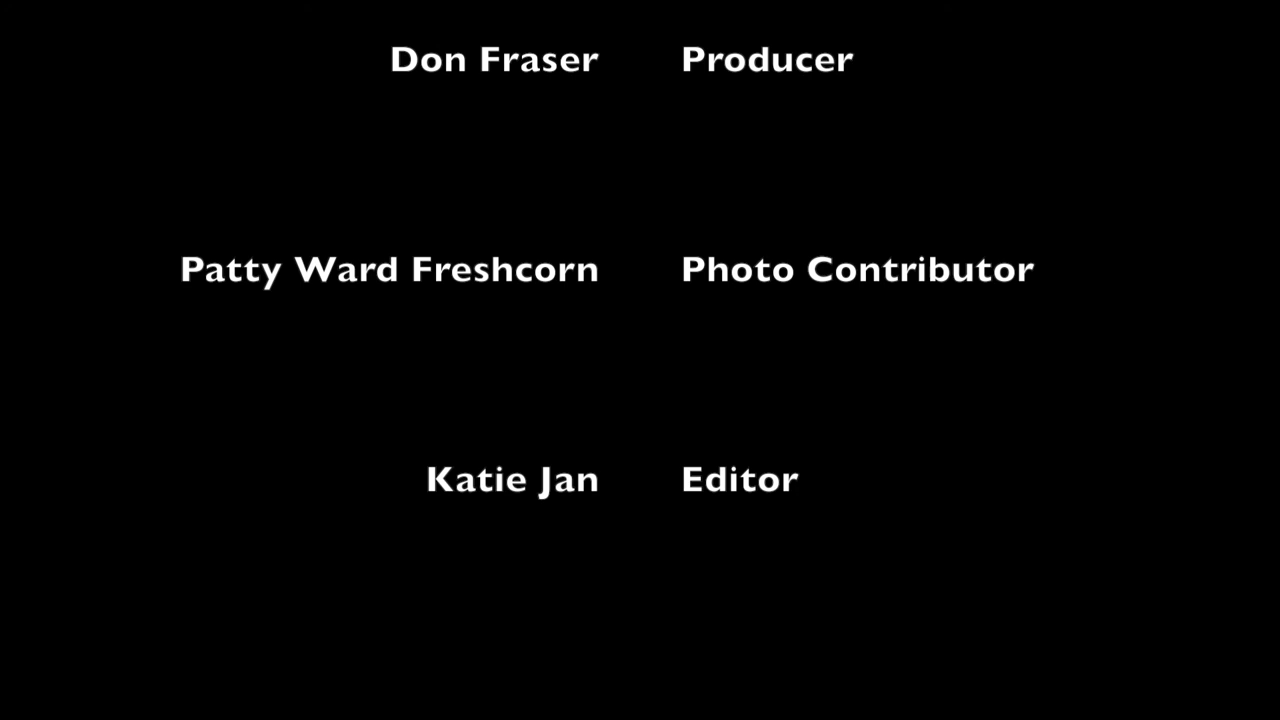 Don Fraser Producer
Patty Ward Freshcorn Photo Contributor
Katie Jan Editor